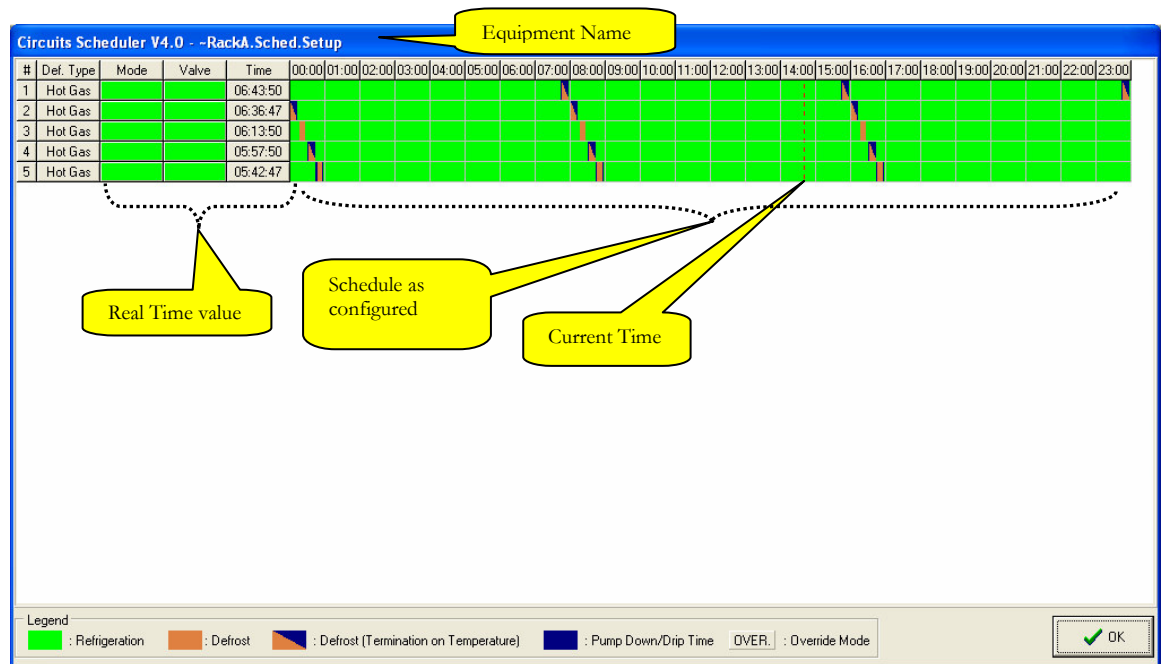 Equipment Name
Circuits Scheduler V4.0 - ~RackA.Sched.Setup
# Def. Type Mode Valve Time 00:00 01:00 02:00 03:00 04:00 05:00 06:00 07:00 08:00 09:00 10:00 11:00 12:00 13:00 14:00 15:00 16:00 17:00 18:00 19:00 20:00 21:00 22:00 23:00
1 Hot Gas 06:43:50
2 Hot Gas 06:36:47
3 Hot Gas 06:13:50
4 Hot Gas 05:57:50
5 Hot Gas 05:42:47
Schedule as
configured
Real Time value
Current Time
Legend
: Refrigeration : Defrost : Defrost (Termination on Temperature) : Pump Down/Drip Time OVER. : Override Mode
OK